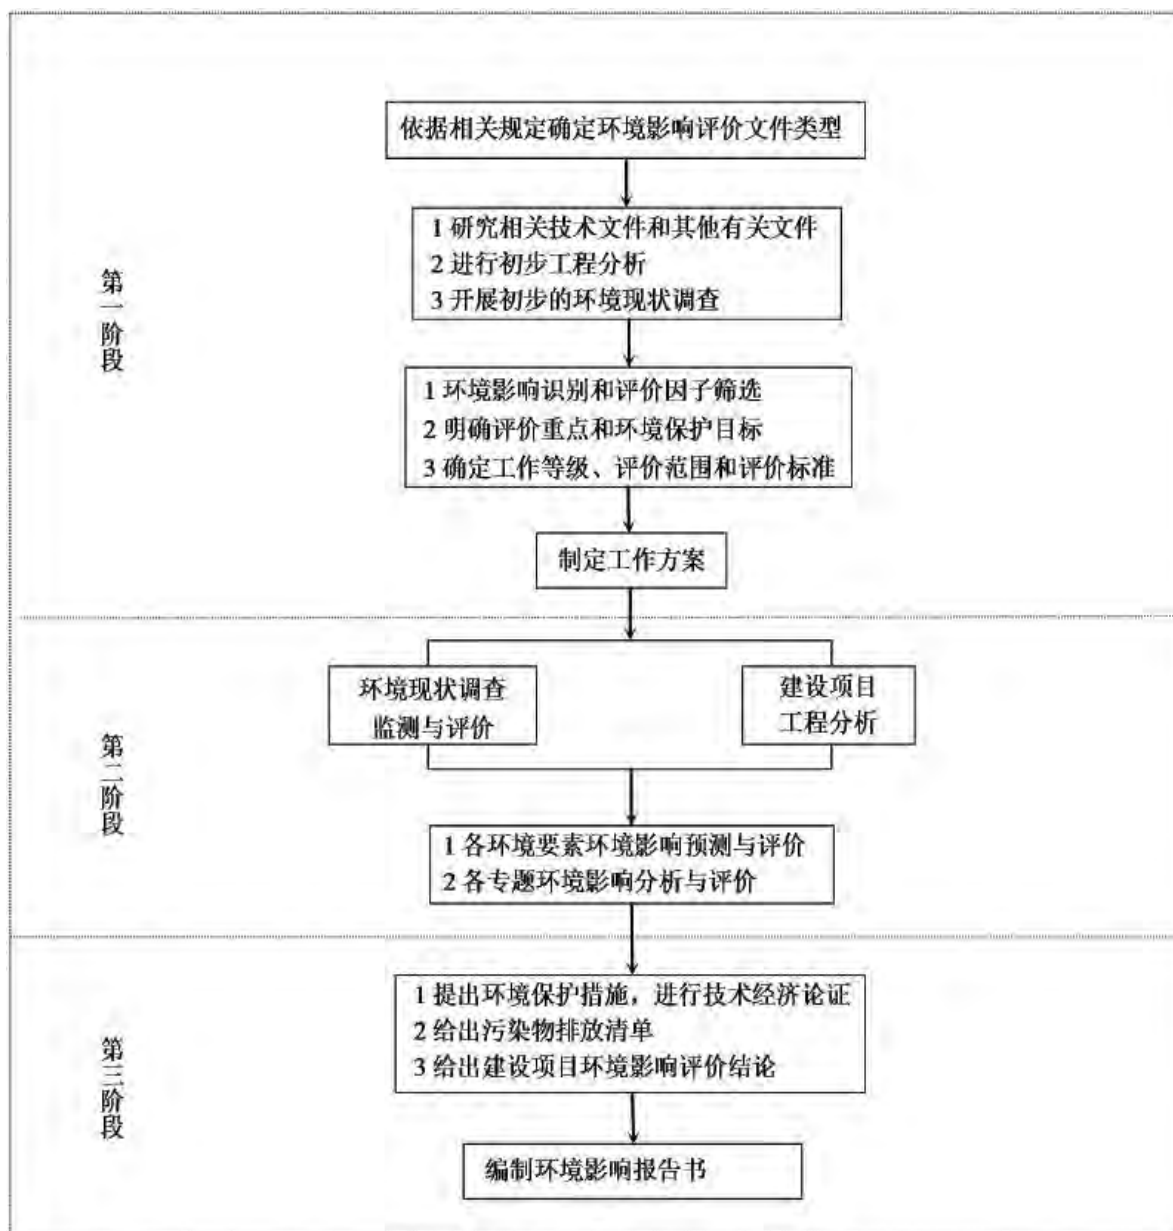 依据相关规定确定环境影响评价文件类型
1 研究相关技术文件和其他有关文件
2 进行初步工程分析
3 开展初步的环境现状调查
第一阶段
1 环境影响识别和评价因子筛选
2 明确评价重点和环境保护目标
3 确定工作等级、评价范围和评价标准
制定工作方案
环境现状调查
监测与评价
建设项目
工程分析
第二阶段
1 各环境要素环境影响预测与评价
2 各专题环境影响分析与评价
1 提出环境保护措施，进行技术经济论证
2 给出污染物排放清单
3 给出建设项目环境影响评价结论
第三阶段
编制环境影响报告书